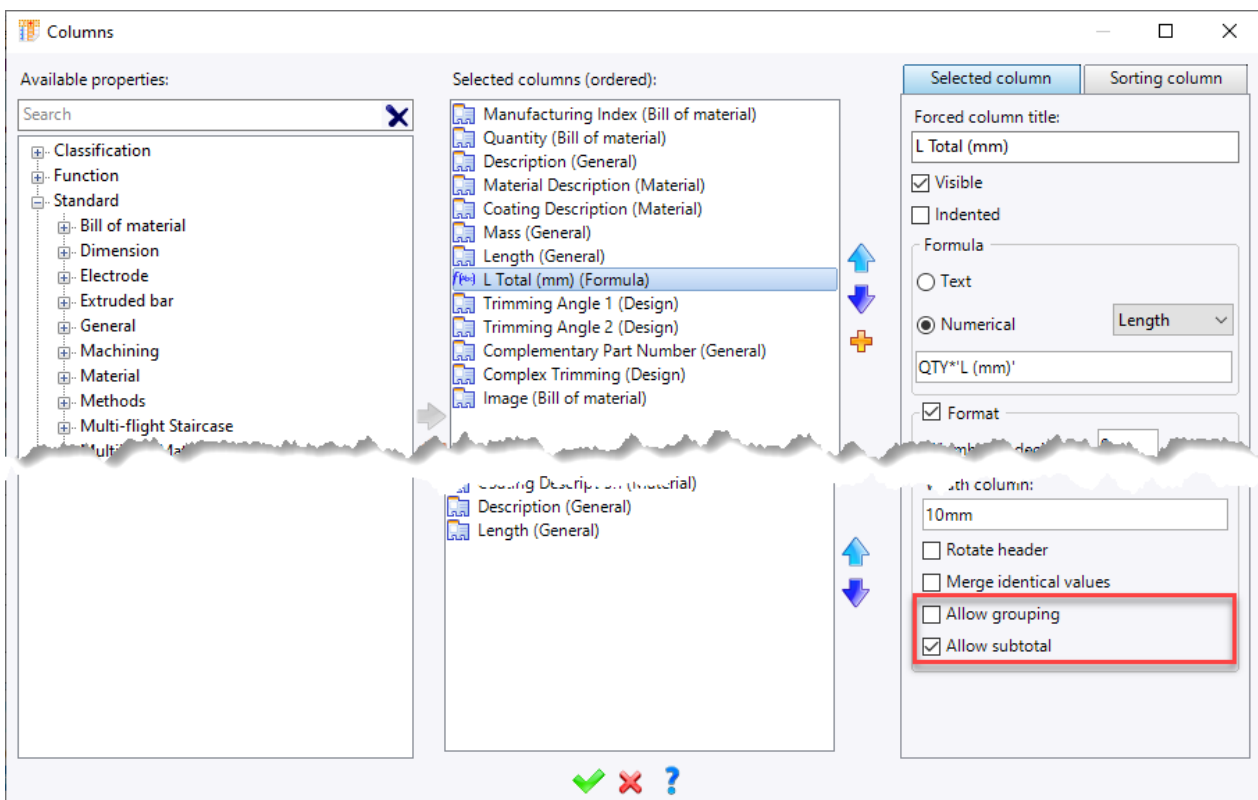 Columns
Available properties:
Search
Classification
Function
Standard
Bill of material
Dimension
Electrode
Extruded bar
General
Machining
Material
Methods
Multi-flight Staircase
Selected columns (ordered):
Manufacturing Index (Bill of material)
Quantity (Bill of material)
Description (General)
Material Description (Material)
Coating Description (Material)
Mass (General)
Length (General)
L Total (mm) (Formula)
Trimming Angle 1 (Design)
Trimming Angle 2 (Design)
Complementary Part Number (General)
Complex Trimming (Design)
Image (Bill of material)
Coating Description (Material)
Description (General)
Length (General)
Selected column
Sorting column
Forced column title:
L Total (mm)
Visible
Indented
Formula
Text
Numerical
Length
QTY*'L (mm)'
Format
column:
10mm
Rotate header
Merge identical values
Allow grouping
Allow subtotal